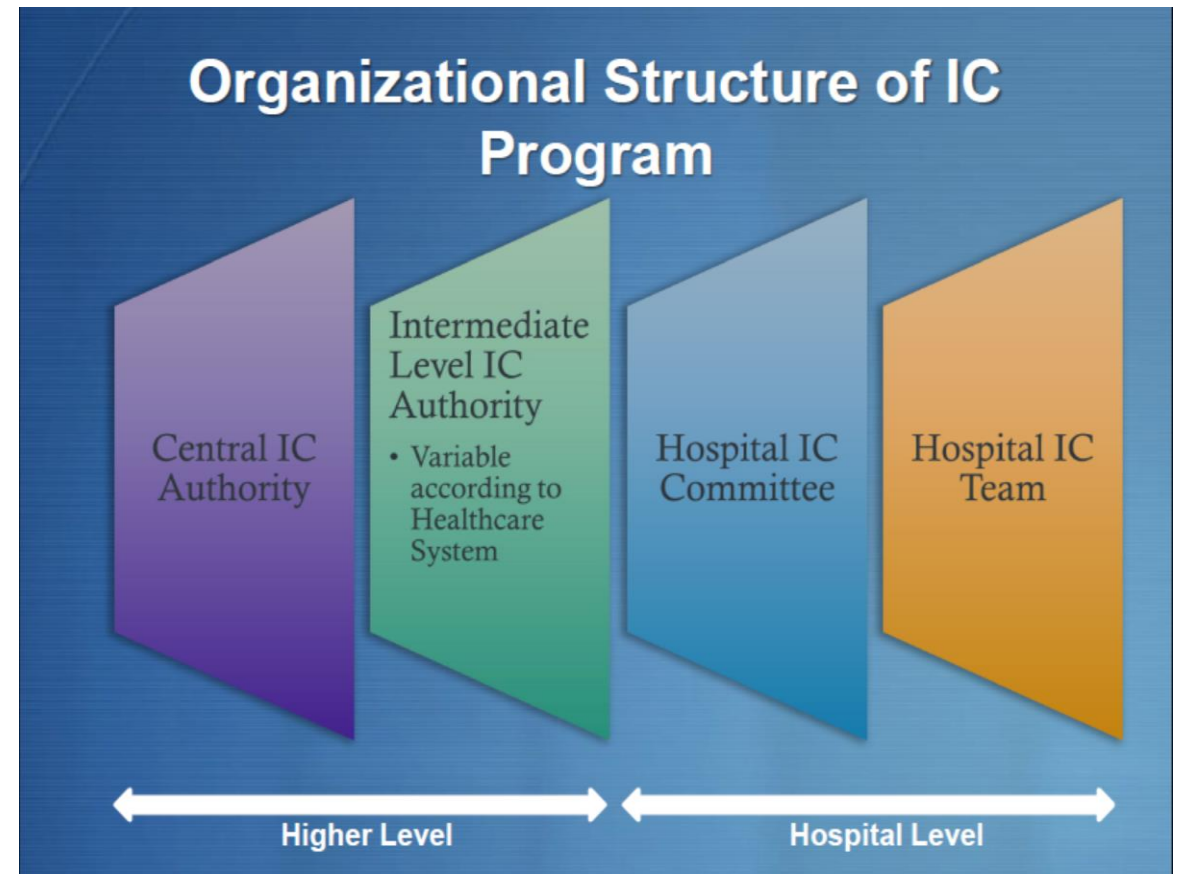 Organizational Structure of IC
Program
Central IC
Authority
Intermediate
Level IC
Authority
• Variable
according to
Healthcare
System
Hospital IC
Committee
Hospital IC
Team
Higher Level
Hospital Level